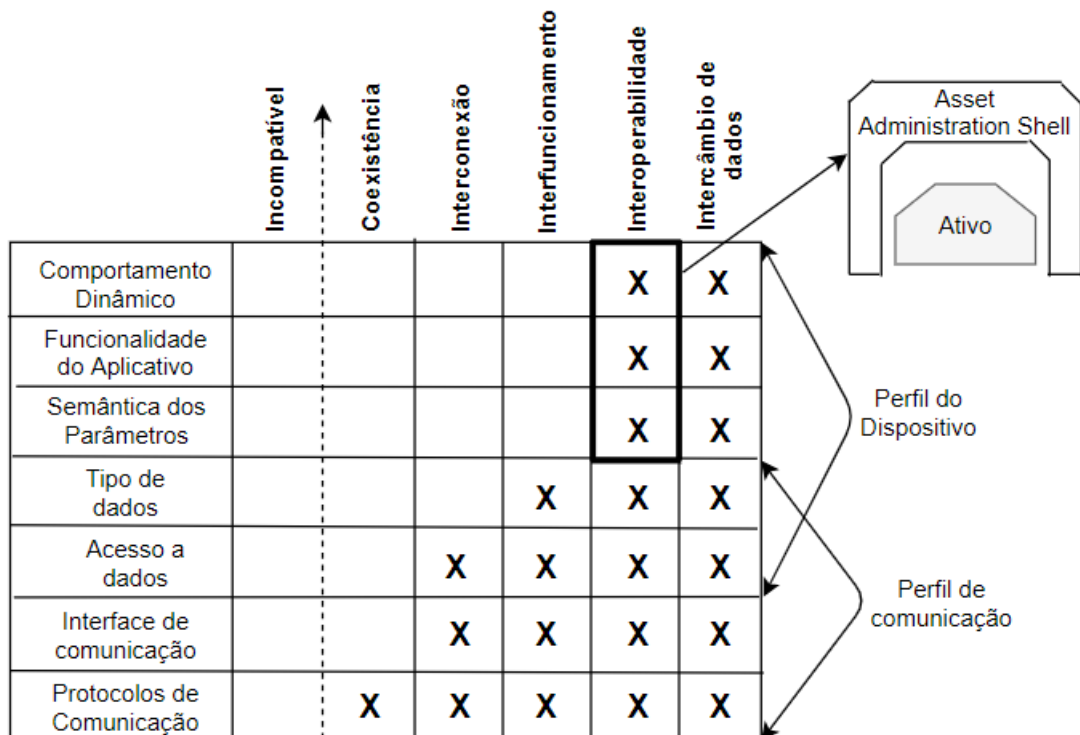 Incompatível
Coexistência
Interconexão
Interfuncionamento
Interoperabilidade
Intercâmbio de
dados
Asset
Administration Shell
Ativo
Comportamento
Dinâmico
X X
Funcionalidade
do Aplicativo
X X
Semântica dos
Parâmetros
X X
Perfil do
Dispositivo
Tipo de
dados
X X X
Acesso a
dados
X X X X
Perfil de
comunicação
Interface de
comunicação
X X X X
Protocolos de
Comunicação
X X X X X